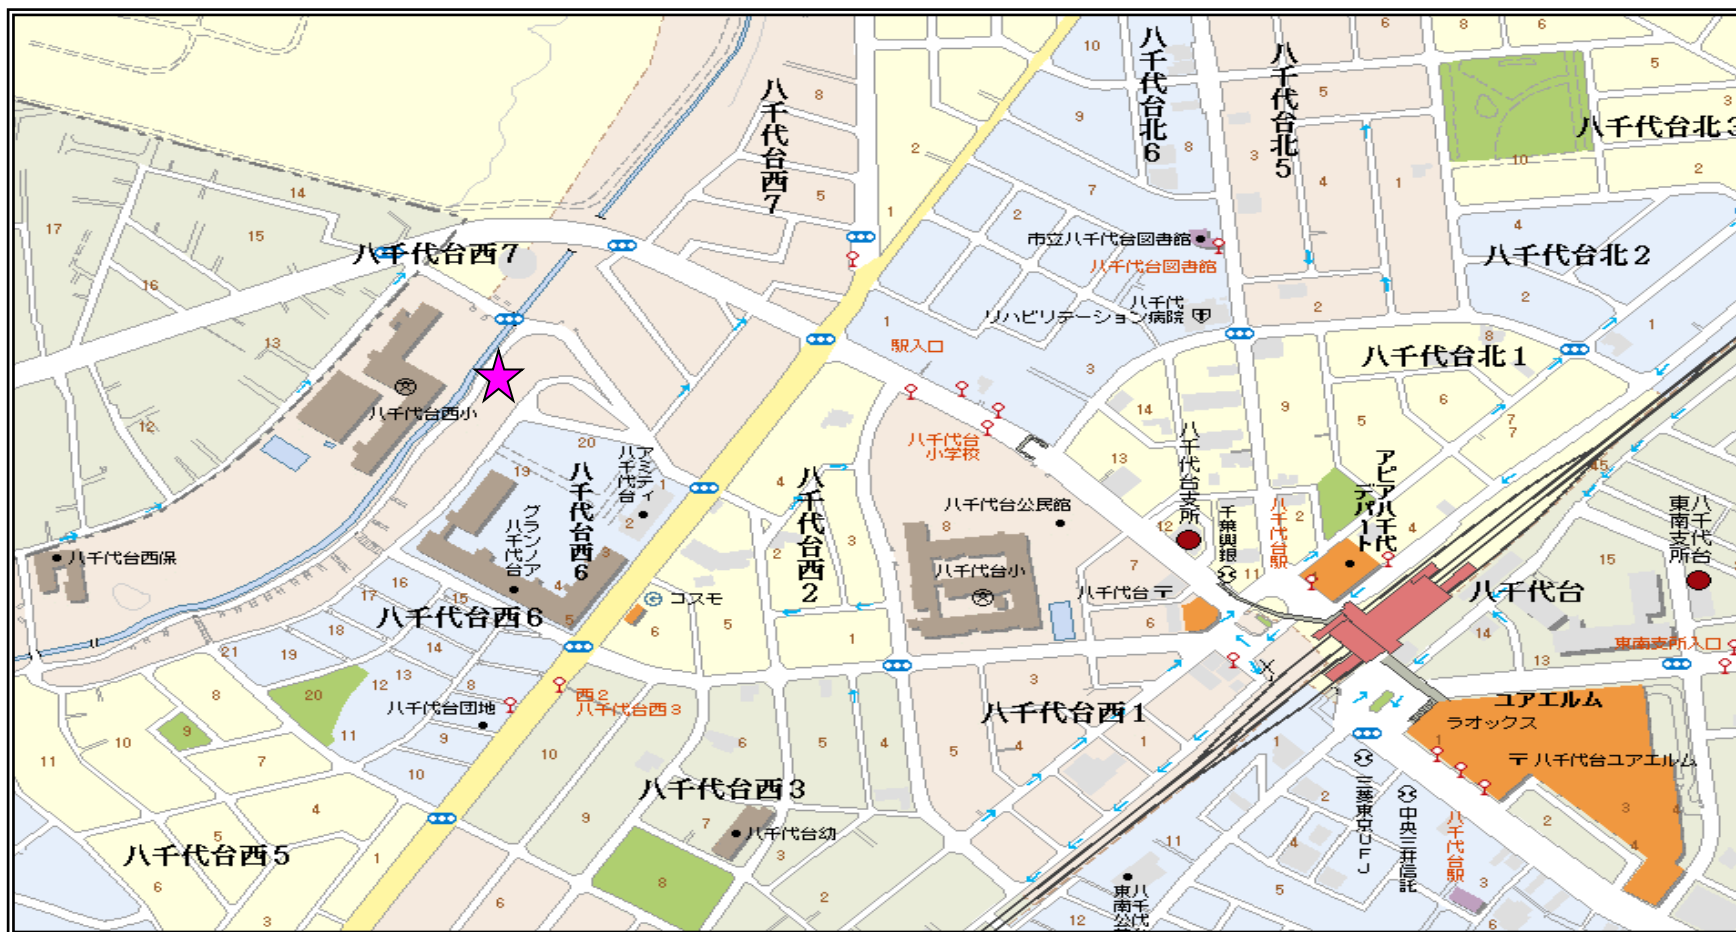 八千代台西7
八千代台北6
八千代台北5
八千代台北3
八千代台西7
市立八千代台図書館
八千代台図書館
八千代台北2
八千代
リハビリテーション病院
駅入口
八千代台北1
八千代台西小
八千代台
小学校
アミティ
八千代台
八千代台西6
グランノア
八千代台
八千代台西2
八千代台公民館
八千代台支所
千葉興銀
八千代台駅
アピア八千代
デパート
八千代台
東南支所
八千代台西保
八千代台小
八千代台
コスモ
八千代台西6
八千代台
東南支所入口
西2
八千代台西3
八千代台団地
八千代台西1
ユアエルム
ラオックス
八千代台ユアエルム
八千代台西3
八千代台幼
八千代台西5
三菱東京UFJ
中央三井信託
八千代台駅
八千代台
東南公